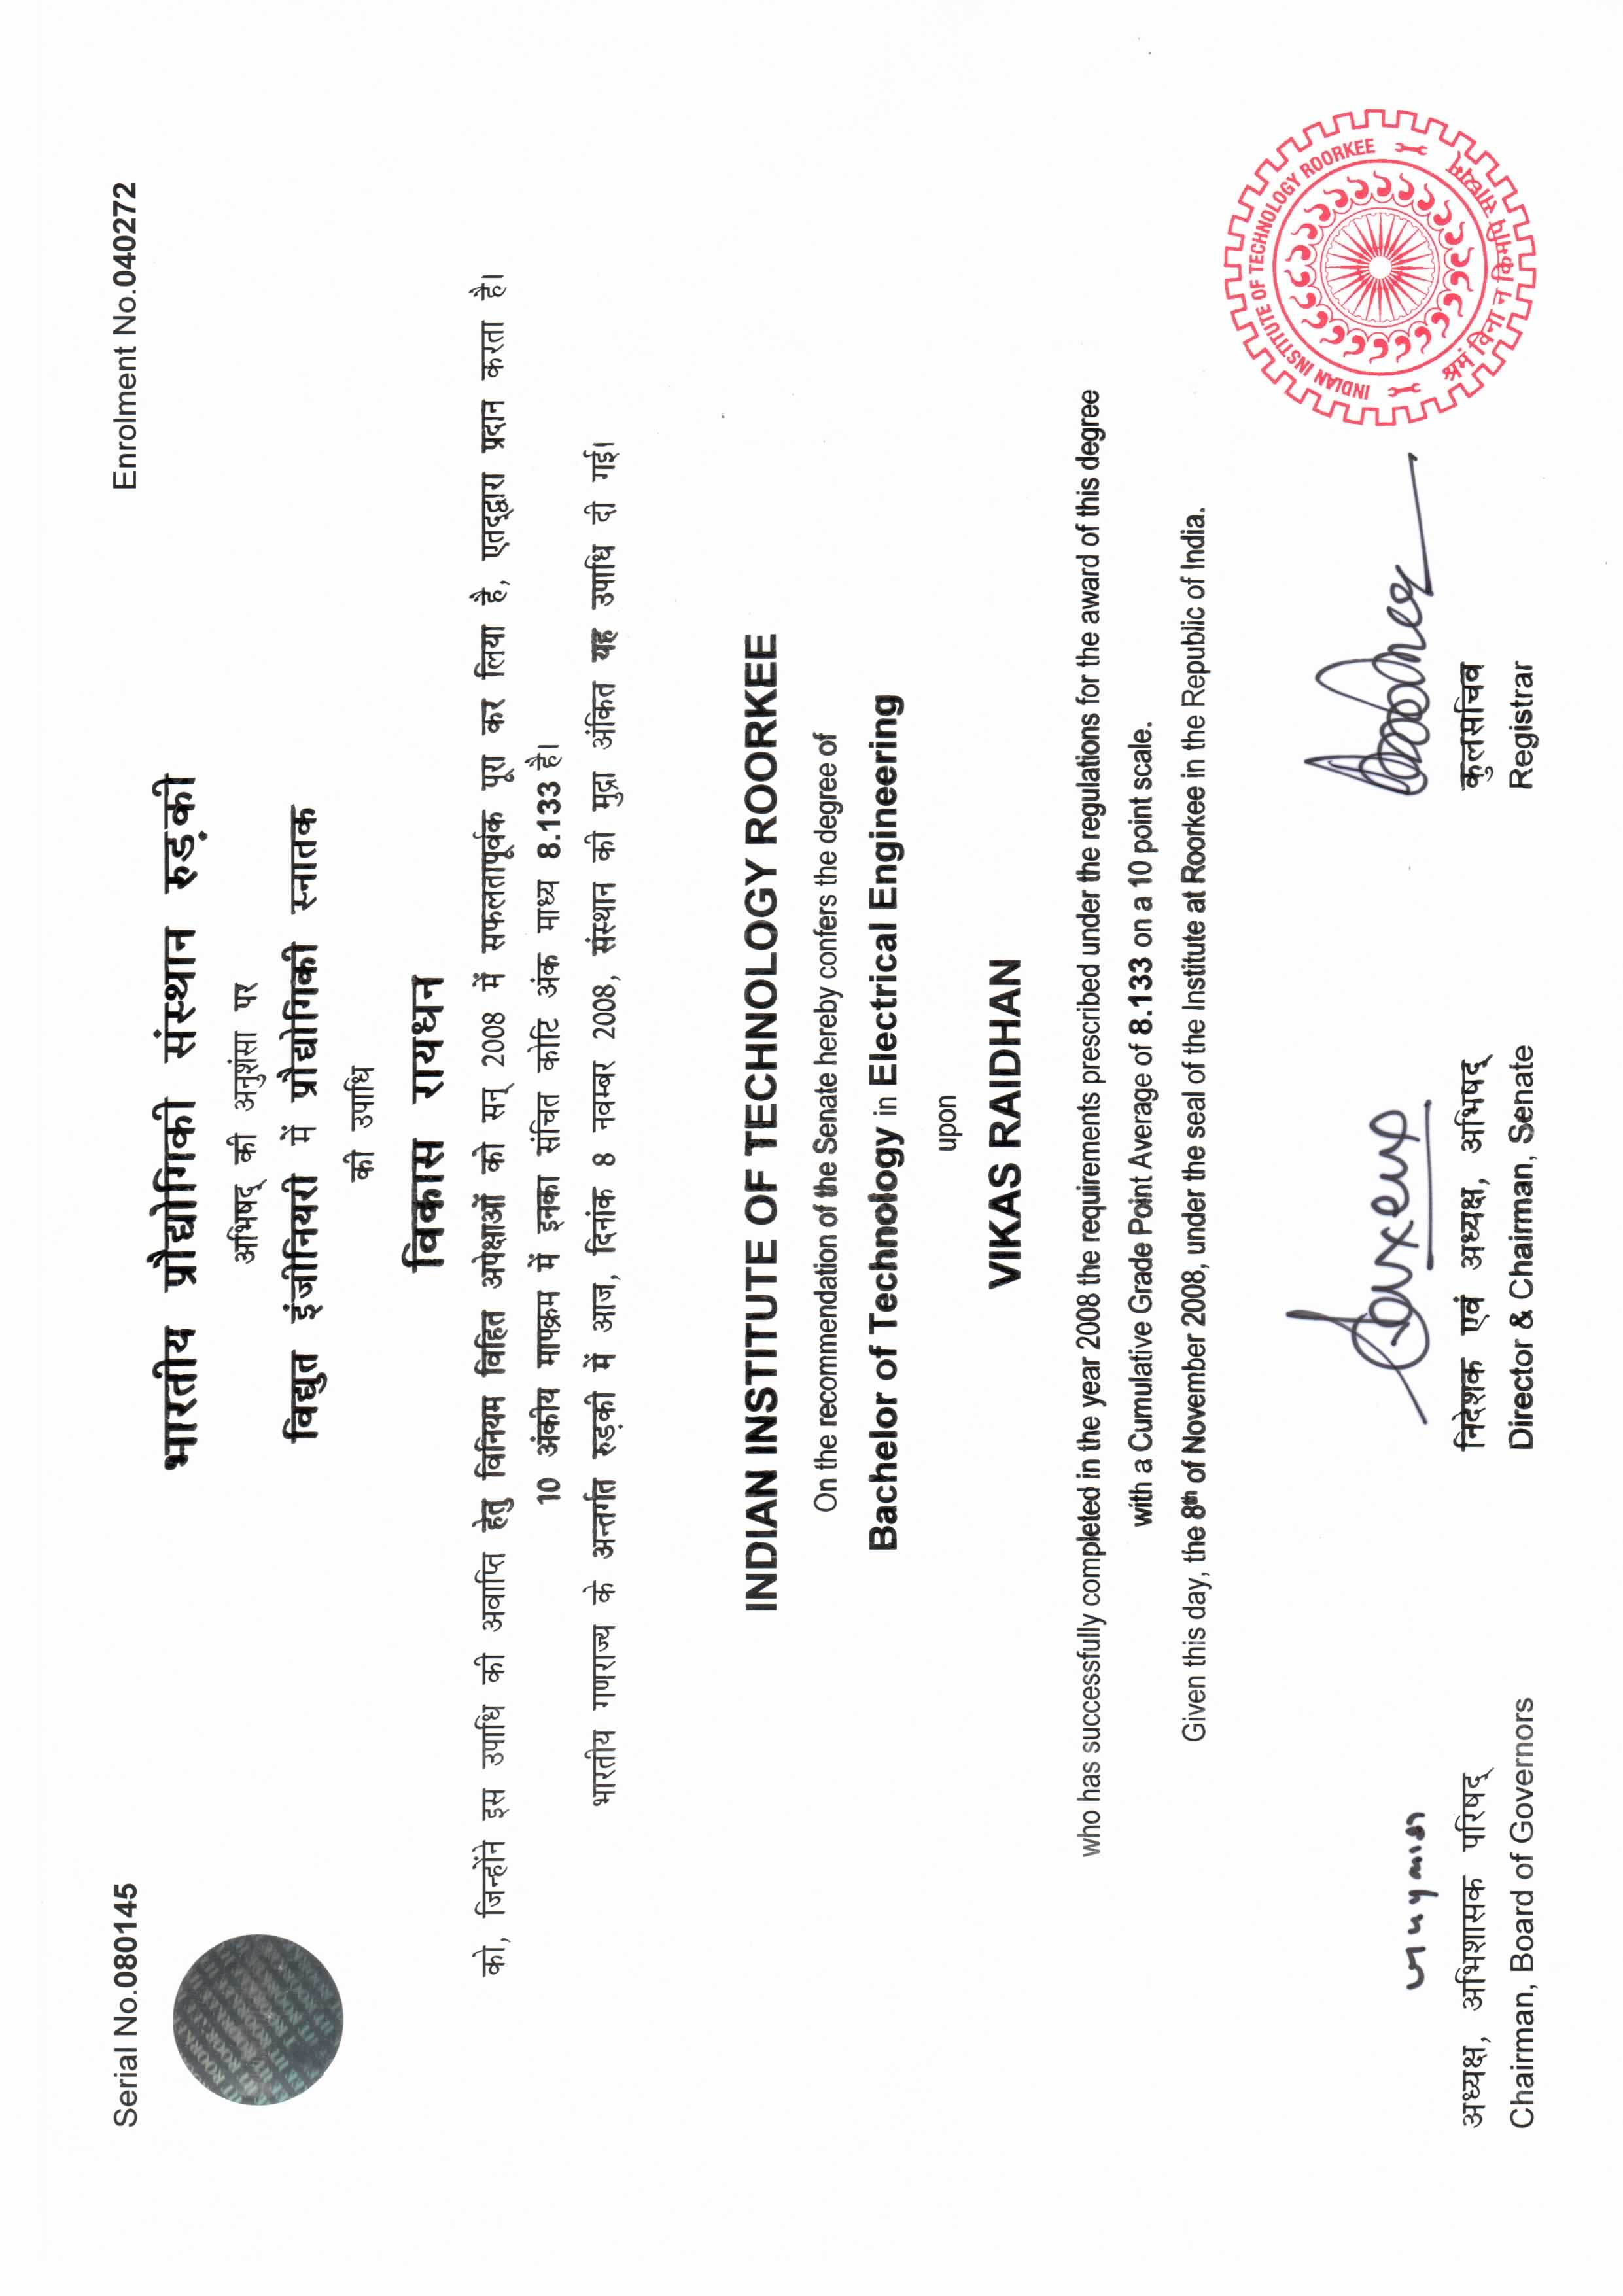 Serial No.080145
Enrolment No.040272
भारतीय प्रौद्योगिकी संस्थान रुड़की
अभिषद् की अनुशंसा पर
विद्युत इंजीनियरी में प्रौद्योगिकी स्नातक
की उपाधि
विकास रायधन
को, जिन्होंने इस उपाधि की अवाप्ति हेतु विनियम विहित अपेक्षाओं को सन् 2008 में सफलतापूर्वक पूरा कर लिया है, एतद्द्वारा प्रदान करता है।
10 अंकीय मापक्रम में इनका संचित कोटि अंक माध्य 8.133 है।
भारतीय गणराज्य के अन्तर्गत रुड़की में आज, दिनांक 8 नवम्बर 2008, संस्थान की मुद्रा अंकित यह उपाधि दी गई।
INDIAN INSTITUTE OF TECHNOLOGY ROORKEE
On the recommendation of the Senate hereby confers the degree of
Bachelor of Technology in Electrical Engineering
upon
VIKAS RAIDHAN
who has successfully completed in the year 2008 the requirements prescribed under the regulations for the award of this degree
with a Cumulative Grade Point Average of 8.133 on a 10 point scale.
Given this day, the 8th of November 2008, under the seal of the Institute at Roorkee in the Republic of India.
INDIAN INSTITUTE OF TECHNOLOGY ROORKEE
श्रमं विना न किमपि साध्यम्
अध्यक्ष, अभिशासक परिषद्
Chairman, Board of Governors
निदेशक एवं अध्यक्ष, अभिषद्
Director & Chairman, Senate
कुलसचिव
Registrar